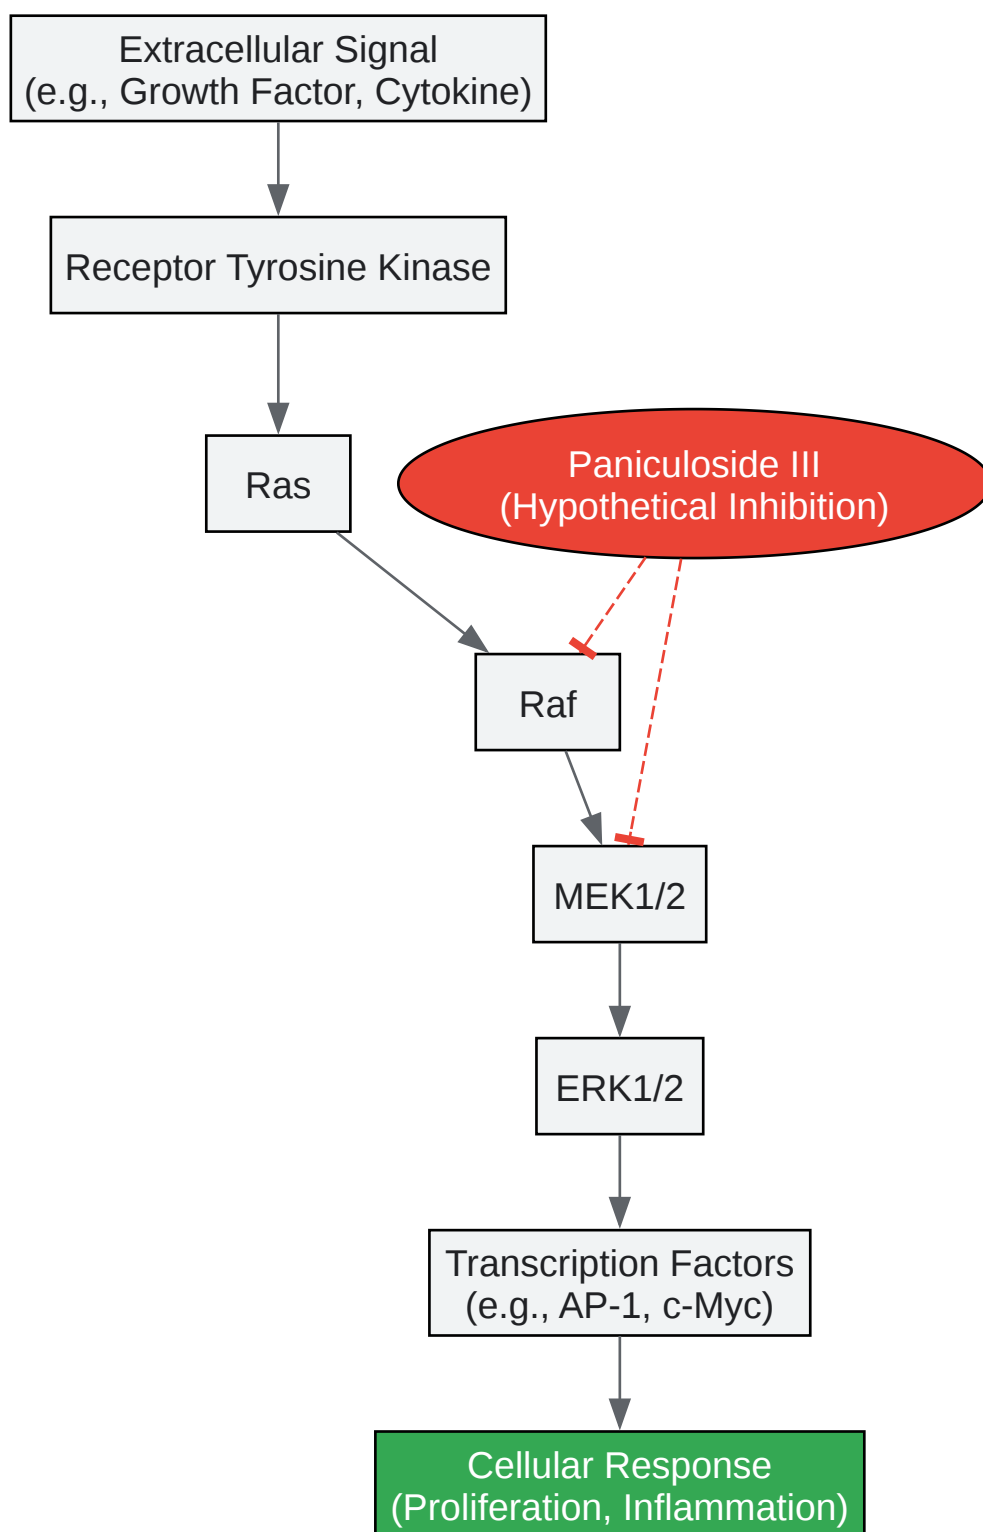 Extracellular Signal
(e.g., Growth Factor, Cytokine)
Receptor Tyrosine Kinase
Ras
Paniculoside III
(Hypothetical Inhibition)
Raf
MEK1/2
ERK1/2
Transcription Factors
(e.g., AP-1, c-Myc)
Cellular Response
(Proliferation, Inflammation)